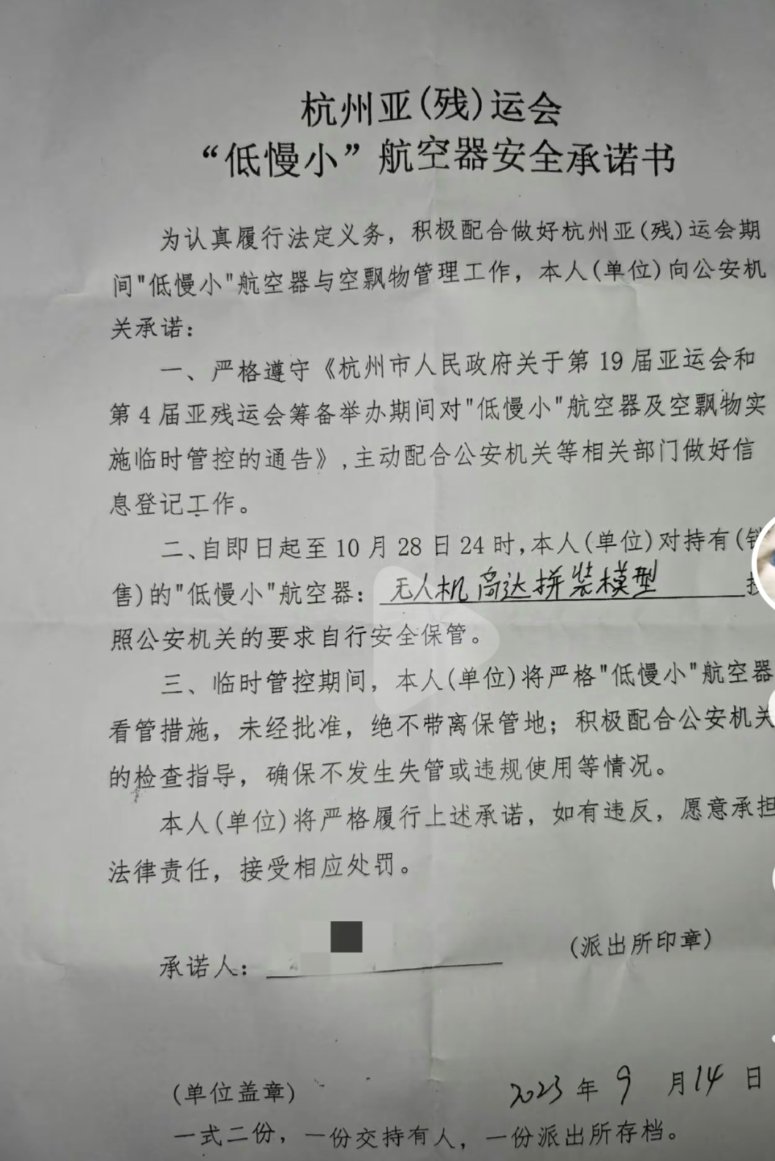 杭州亚(残)运会
“低慢小”航空器安全承诺书
为认真履行法定义务，积极配合做好杭州亚(残)运会期
间"低慢小"航空器与空飘物管理工作，本人(单位)向公安机
关承诺：
一、严格遵守《杭州市人民政府关于第19届亚运会和
第4届亚残运会筹备举办期间对"低慢小"航空器及空飘物实
施临时管控的通告》,主动配合公安机关等相关部门做好信
息登记工作。
二、自即日起至10月28日24时,本人(单位)对持有(销
售)的"低慢小"航空器：无人机高达拼装模型 按
照公安机关的要求自行安全保管。
三、临时管控期间，本人(单位)将严格"低慢小"航空器
看管措施，未经批准，绝不带离保管地；积极配合公安机关
的检查指导，确保不发生失管或违规使用等情况。
本人(单位)将严格履行上述承诺，如有违反，愿意承担
法律责任，接受相应处罚。
承诺人： (派出所印章)
(单位盖章) 2023年9月14日
一式二份，一份交持有人，一份派出所存档。